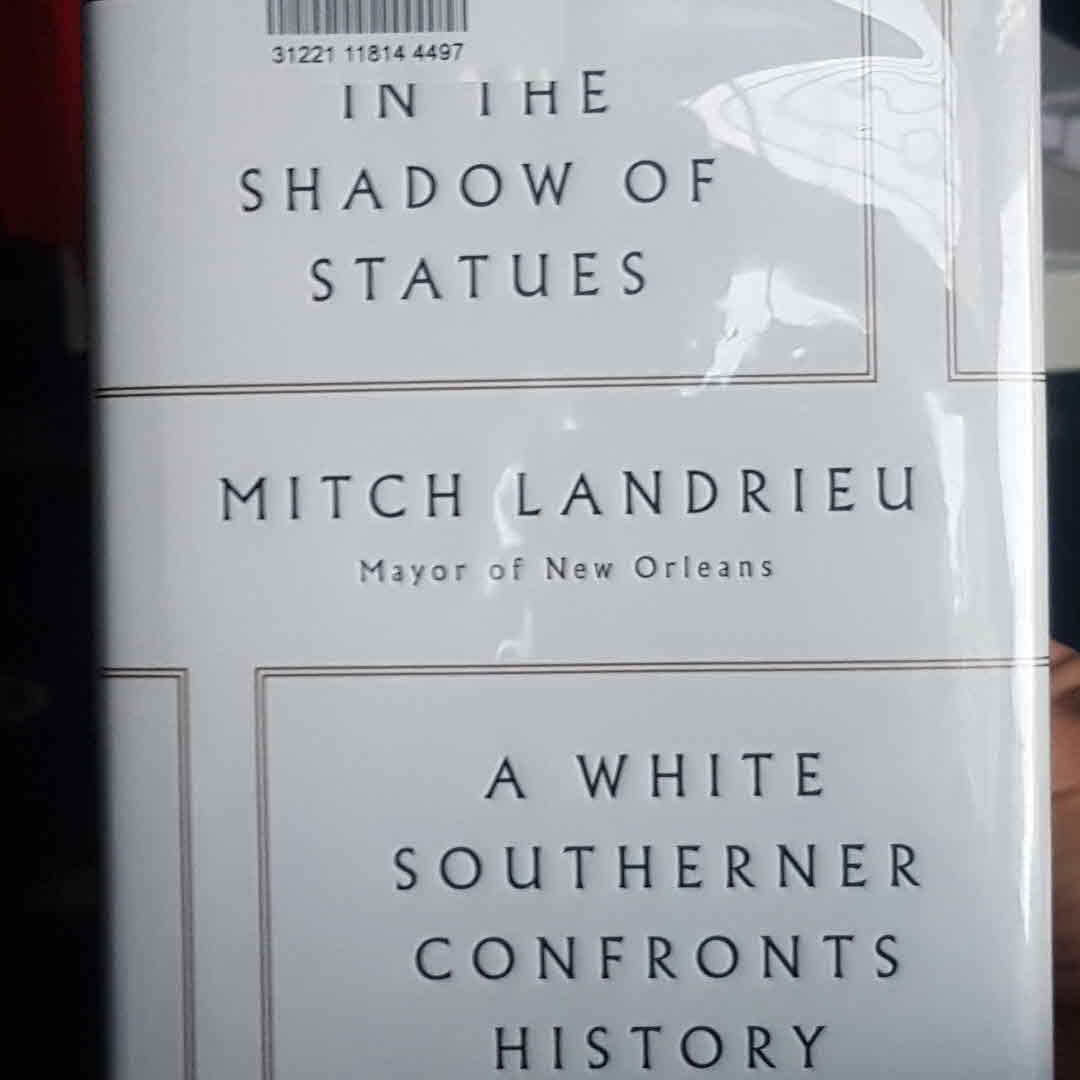 31221 11814 4497
IN THE
SHADOW OF
STATUES
MITCH LANDRIEU
Mayor of New Orleans
A WHITE
SOUTHERNER
CONFRONTS
HISTORY